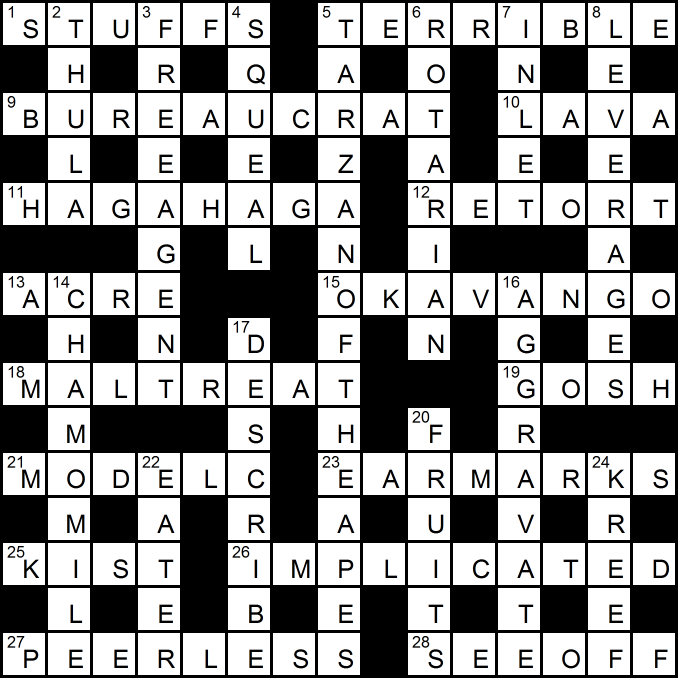 1 2 3 4 5 6 7 8
S T U F F S T E R R I B L E
H R Q A O N E
9 10
B U R E A U C R A T L A V A
L E E Z A E E
11 12
H A G A H A G A R E T O R T
G L N I A
13 14 15 16
A C R E O K A V A N G O
17
H N D F N G E
18 19
M A L T R E A T G O S H
20
M S H F R
21 22 23 24
M O D E L C E A R M A R K S
M A R A U V R
25 26
K I S T I M P L I C A T E D
L E B E T T E
27 28
P E E R L E S S S E E O F F